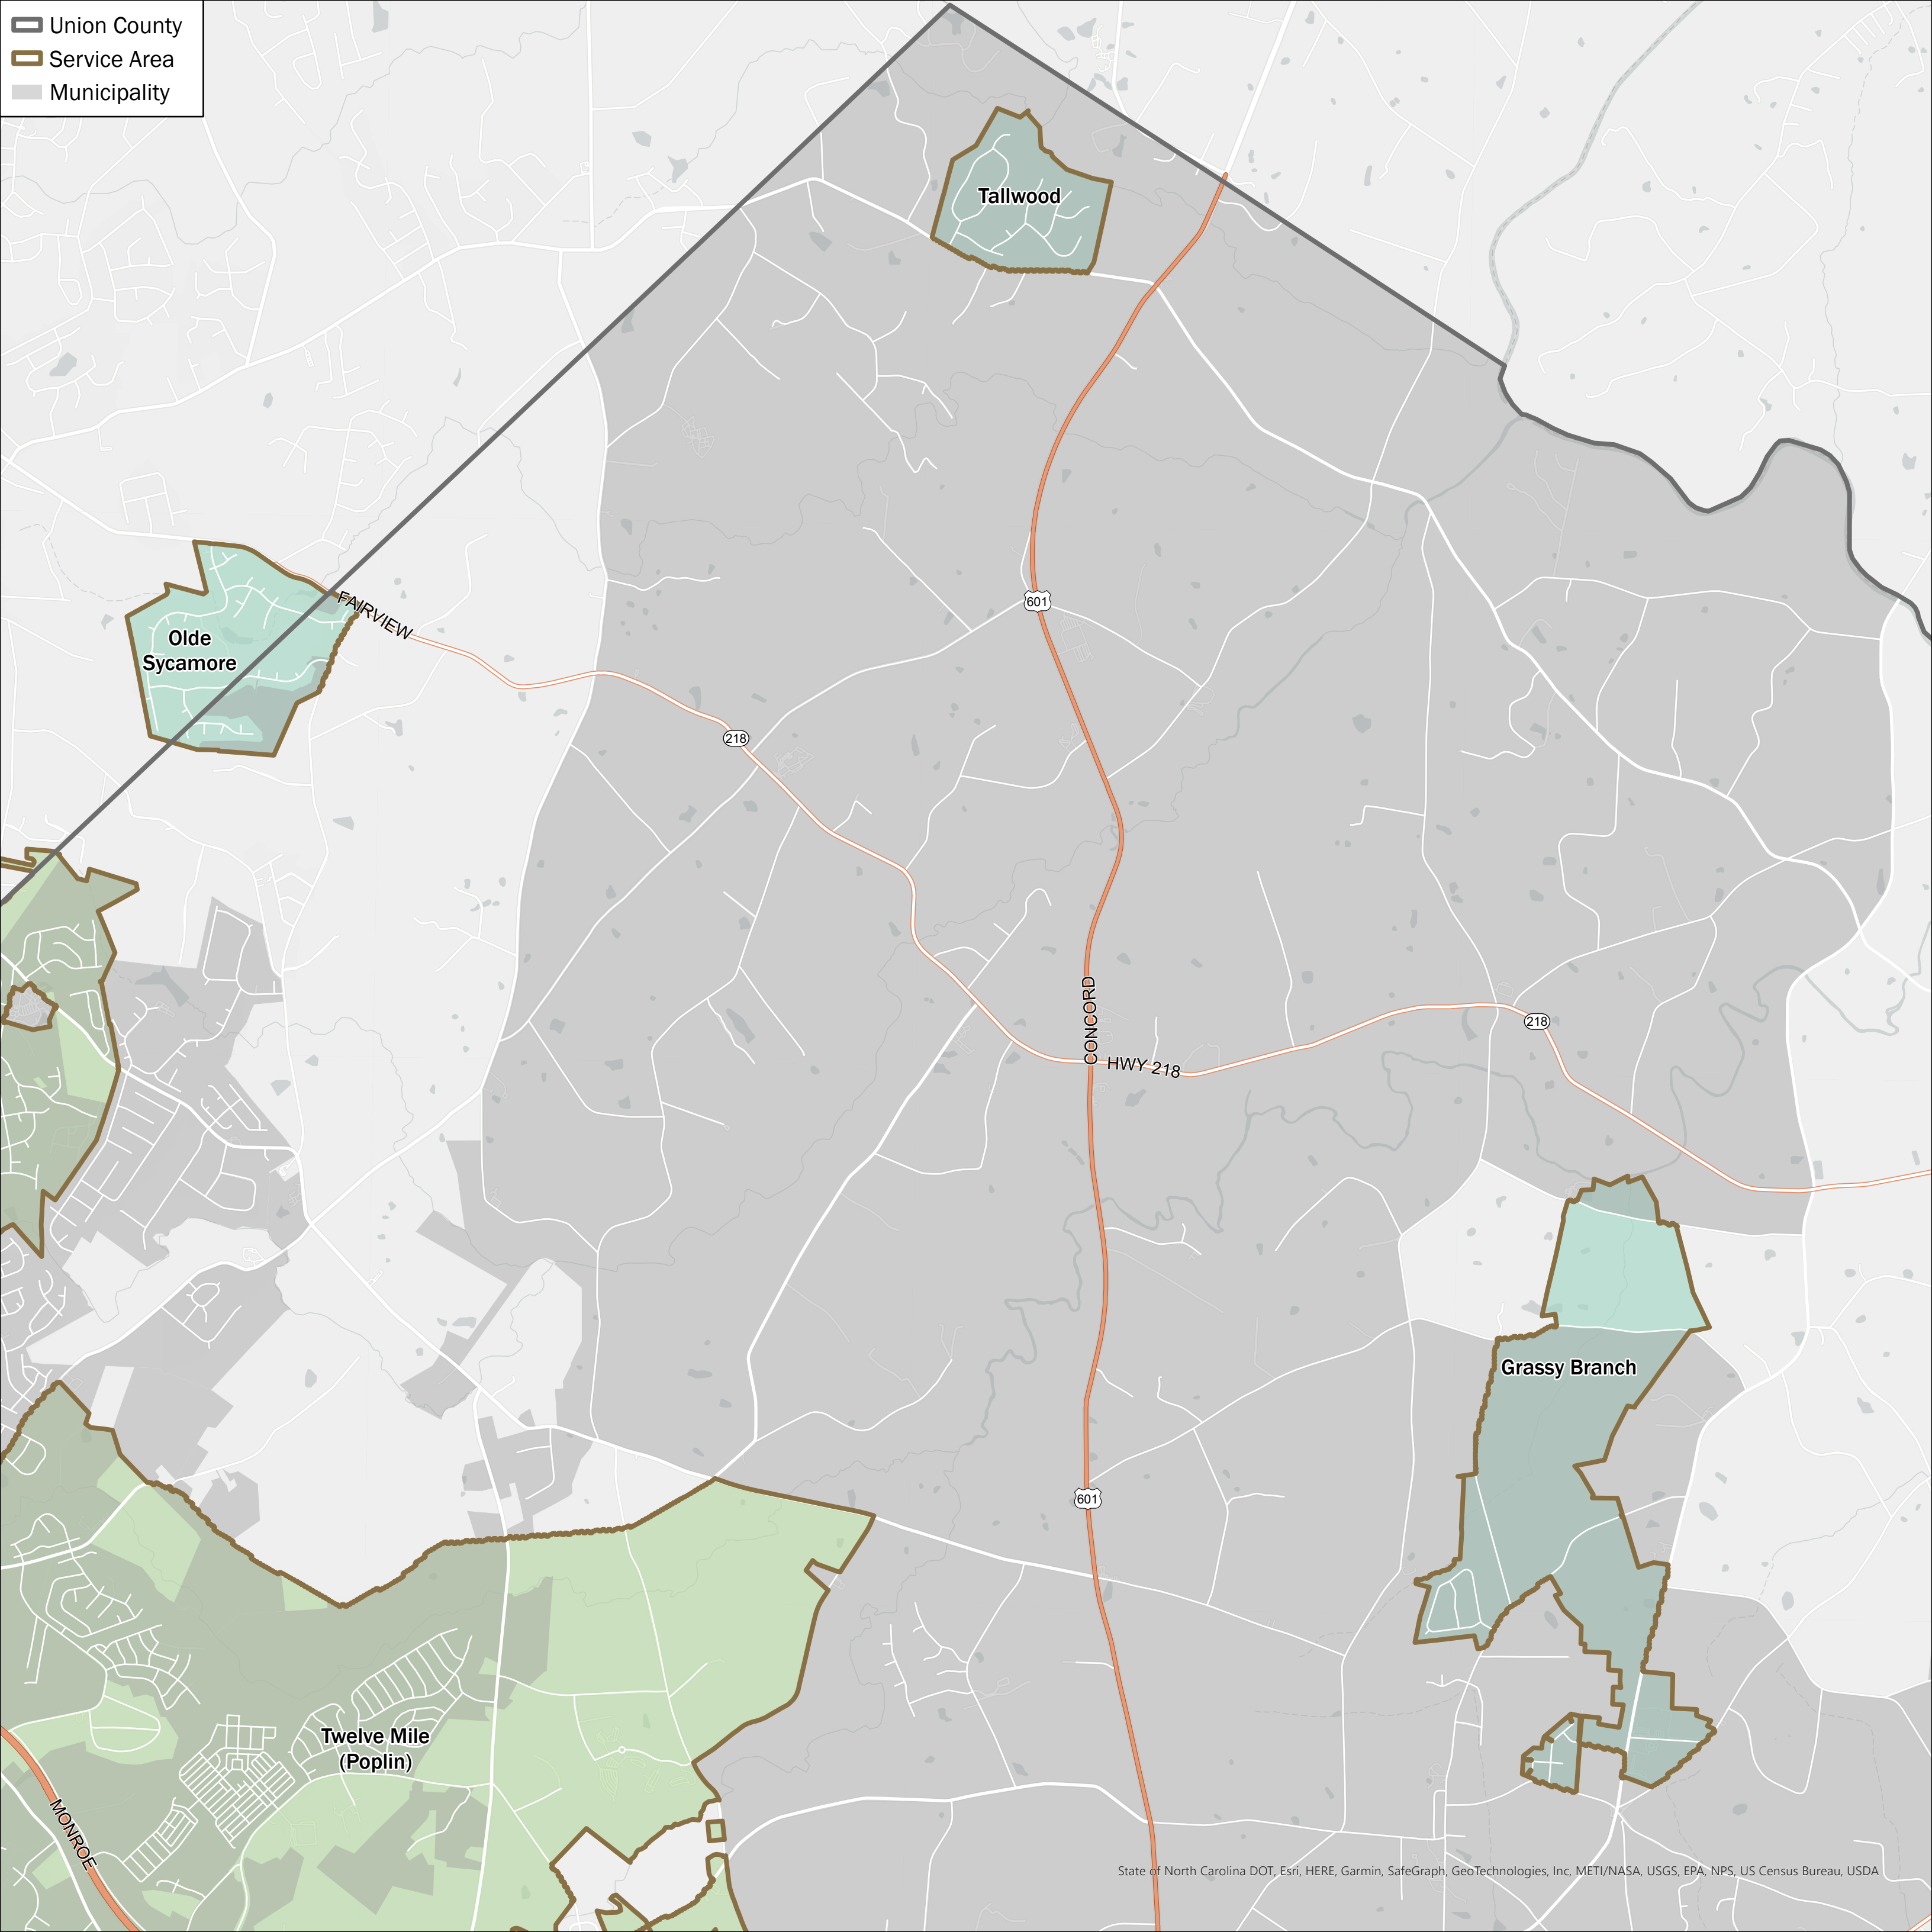 Union County
Service Area
Municipality
Tallwood
FAIRVIEW
601
Olde
Sycamore
218
CONCORD
218
HWY 218
Grassy Branch
601
Twelve Mile
(Poplin)
MONROE
State of North Carolina DOT, Esri, HERE, Garmin, SafeGraph, GeoTechnologies, Inc, METI/NASA, USGS, EPA, NPS, US Census Bureau, USDA